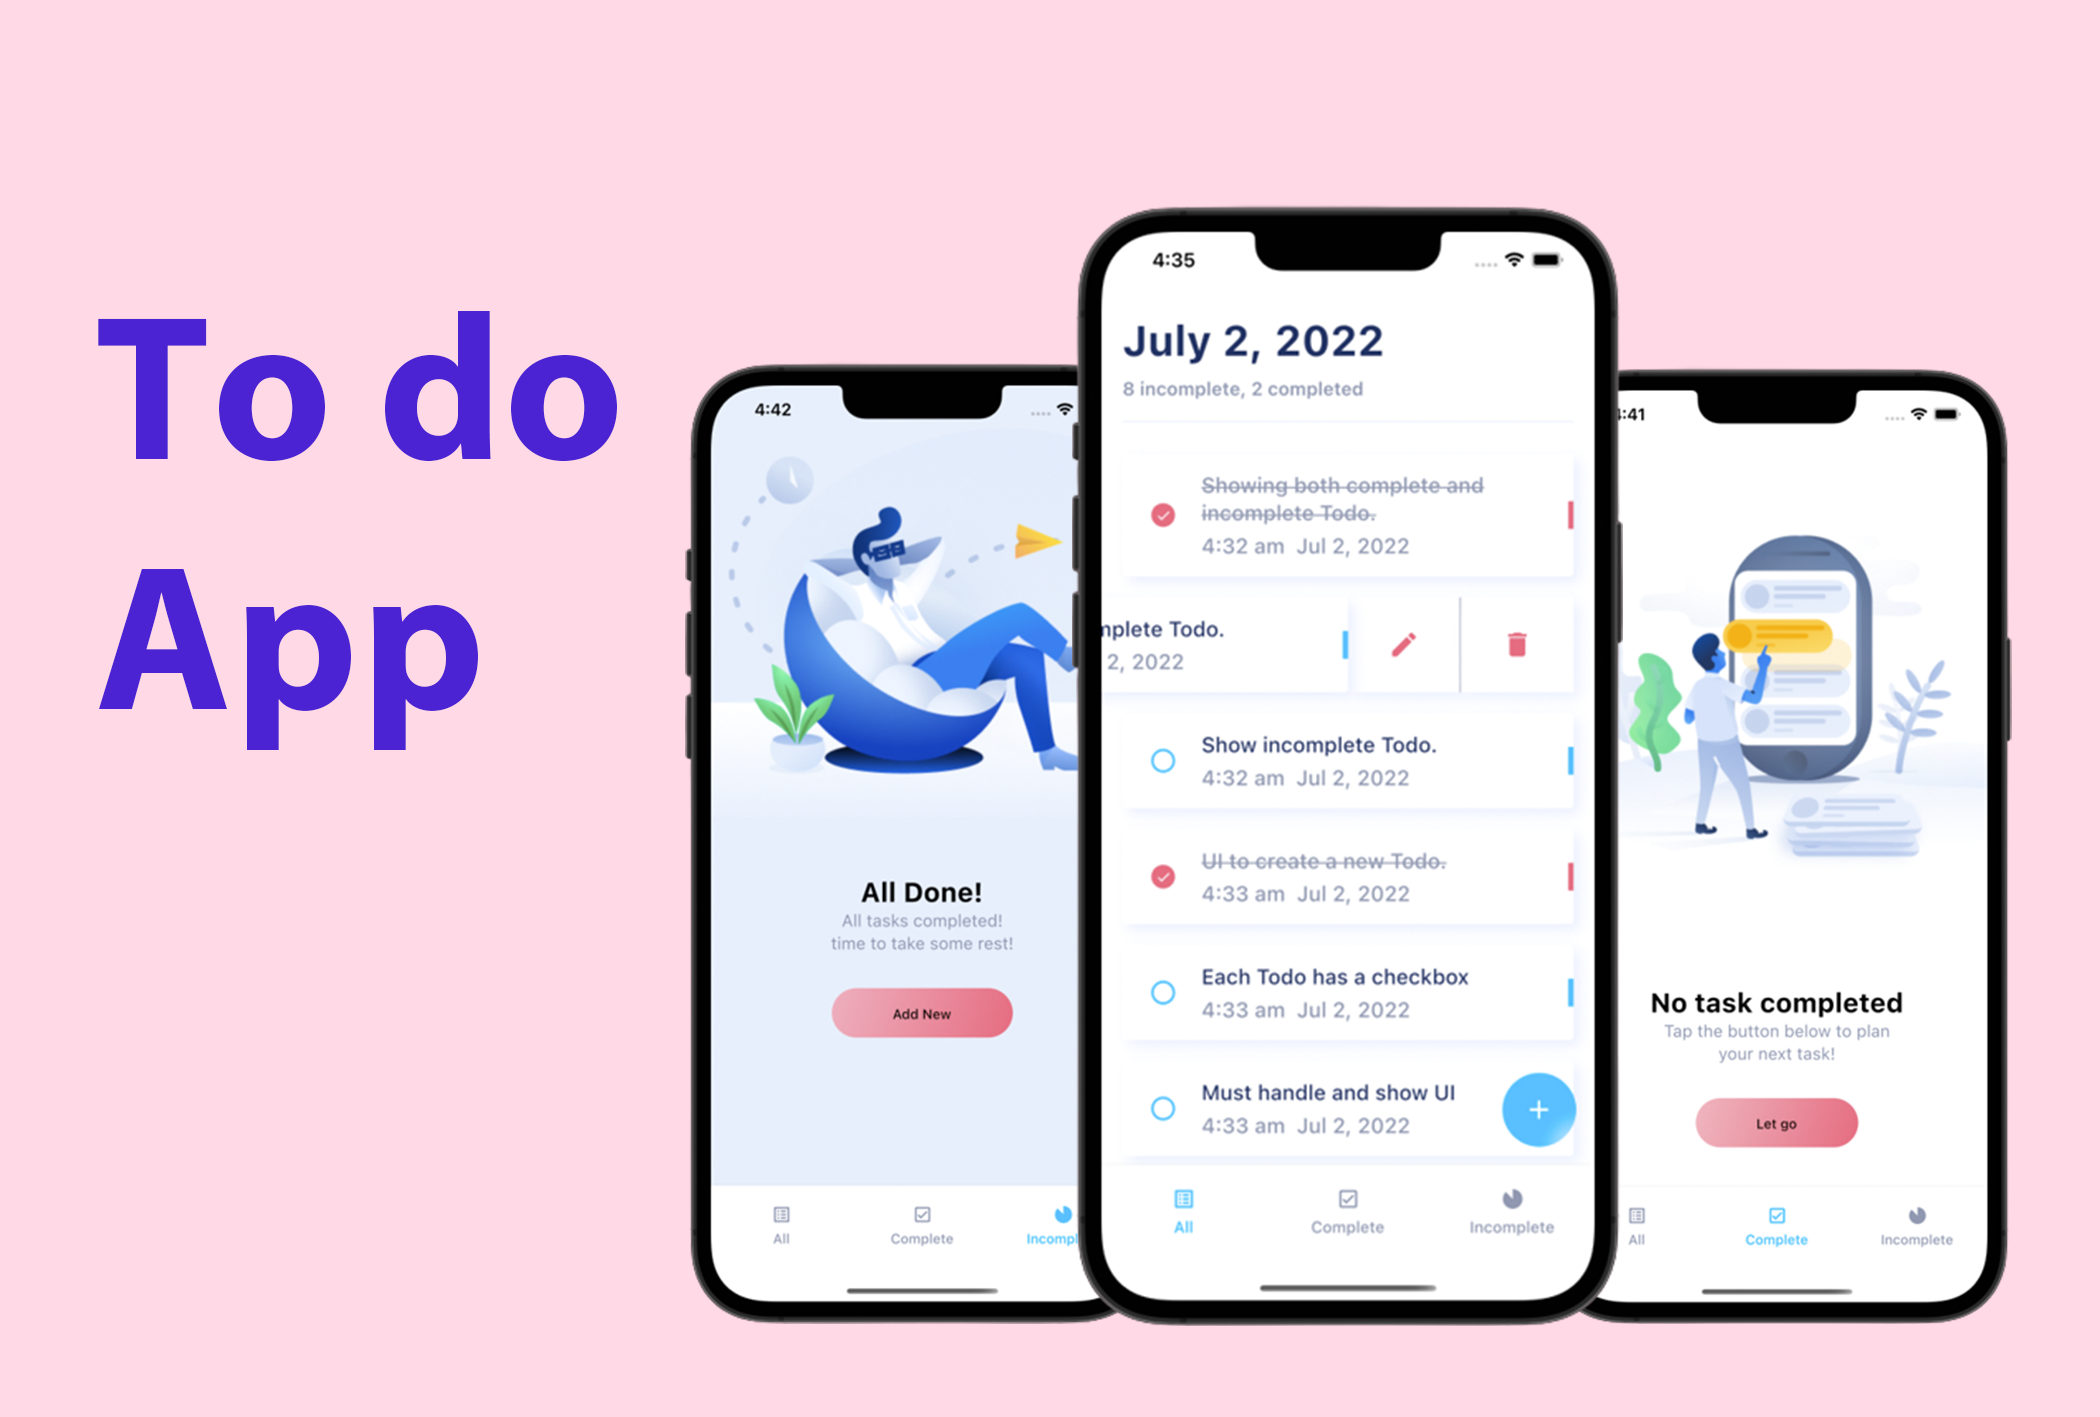 To do
App
4:42
All Done!
All tasks completed!
time to take some rest!
Add New
All
Complete
4:35
July 2, 2022
8 incomplete, 2 completed
Showing both complete and
incomplete Todo.
4:32 am Jul 2, 2022
Todo.
2, 2022
Show incomplete Todo.
4:32 am Jul 2, 2022
UI to create a new Todo.
4:33 am Jul 2, 2022
Each Todo has a checkbox
4:33 am Jul 2, 2022
Must handle and show UI
4:33 am Jul 2, 2022
+
All
Complete
Incomplete
:41
No task completed
Tap the button below to plan
your next task!
Let go
All
Complete
Incomplete